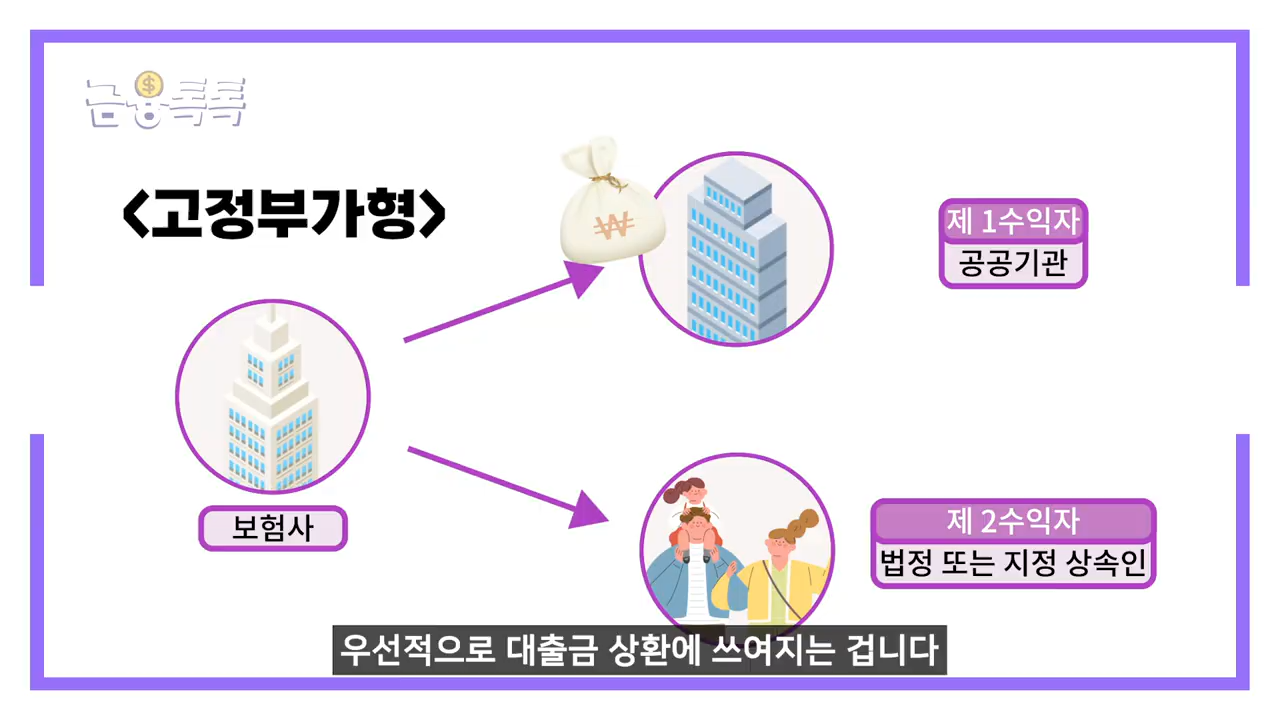 금융톡톡
<고정부가형>
제 1수익자
공공기관
보험사
제 2수익자
법정 또는 지정 상속인
우선적으로 대출금 상환에 쓰여지는 겁니다